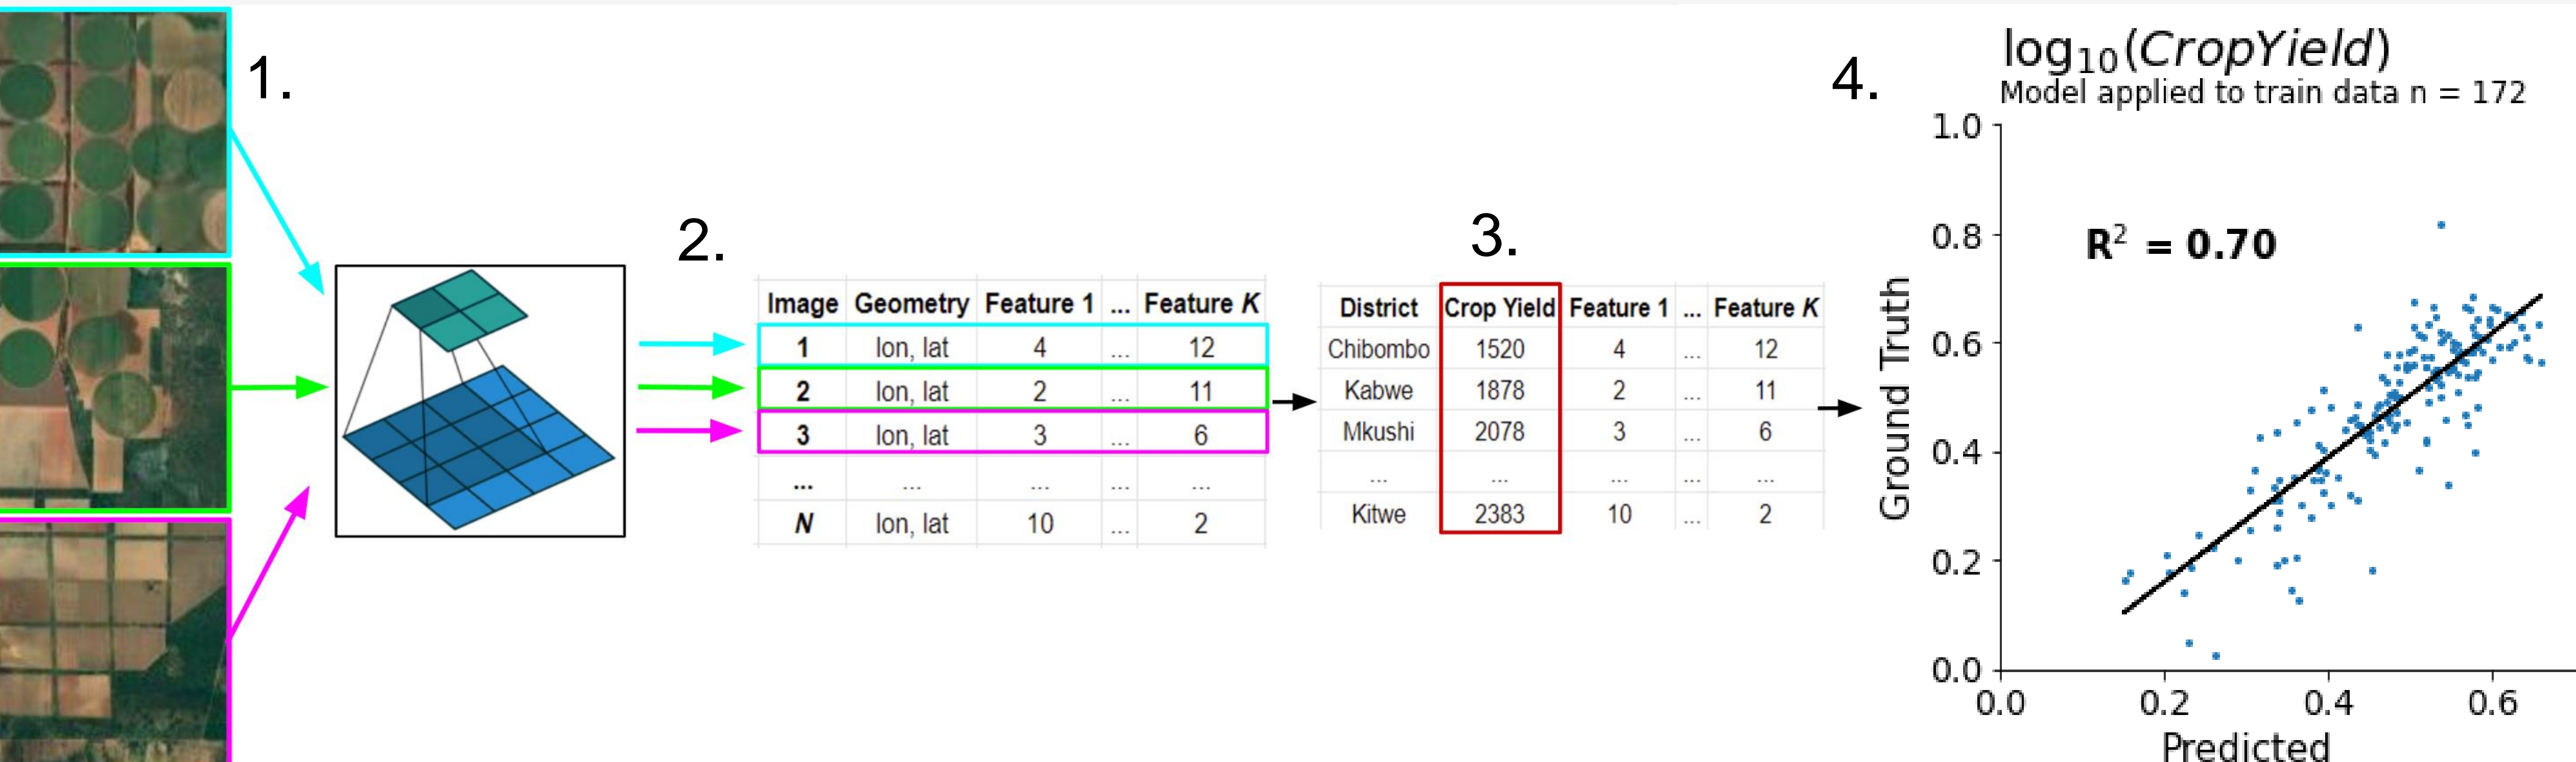 1.
2.
Image Geometry Feature 1 ... Feature K
1 lon, lat 4 ... 12
2 lon, lat 2 ... 11
3 lon, lat 3 ... 6
... ... ... ... ...
N lon, lat 10 ... 2
3.
District Crop Yield Feature 1 ... Feature K
Chibombo 1520 4 ... 12
Kabwe 1878 2 ... 11
Mkushi 2078 3 ... 6
... ... ... ... ...
Kitwe 2383 10 ... 2
4.
log₁₀(CropYield)
Model applied to train data n = 172
R² = 0.70
Ground Truth
1.0
0.8
0.6
0.4
0.2
0.0
0.0 0.2 0.4 0.6
Predicted